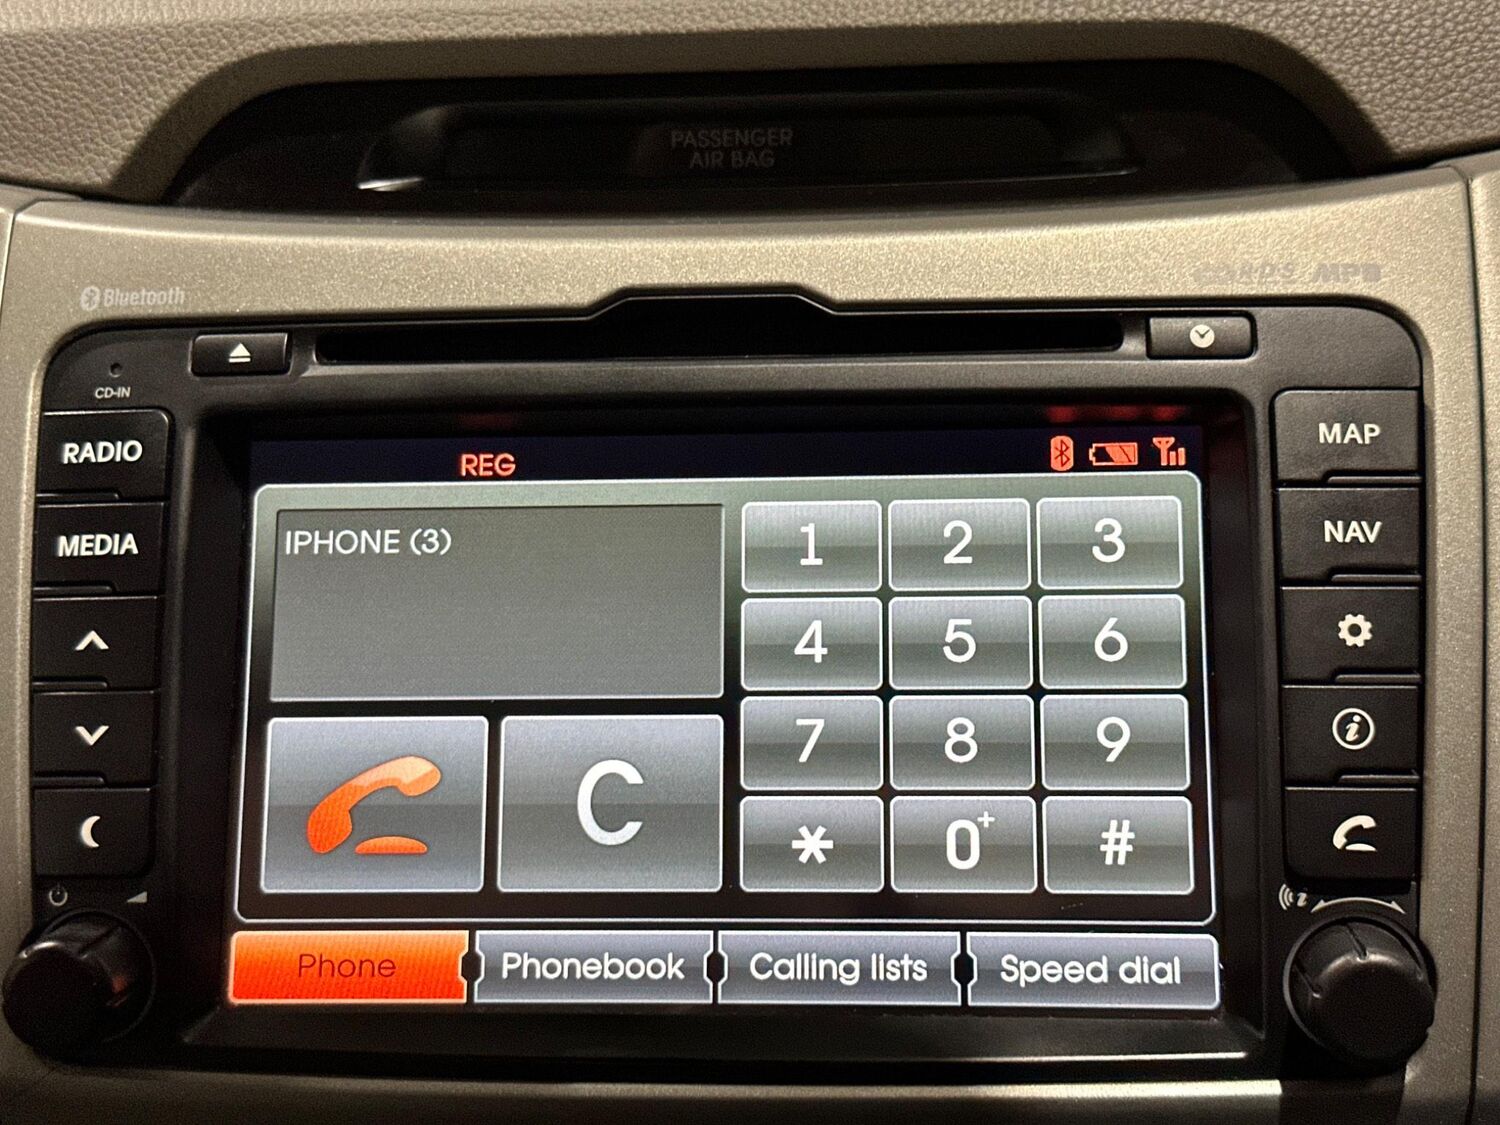 PASSENGER
AIR BAG
Bluetooth
CD-IN
RADIO
MEDIA
MAP
NAV
REG
IPHONE (3)
1 2 3
4 5 6
7 8 9
* 0+ #
C
Phone
Phonebook
Calling lists
Speed dial